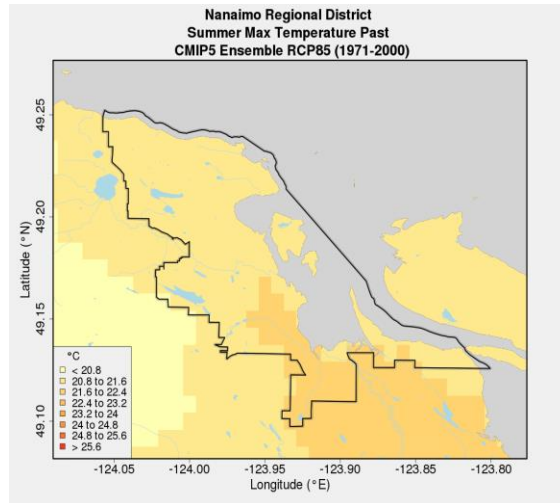 Nanaimo Regional District
Summer Max Temperature Past
CMIP5 Ensemble RCP85 (1971-2000)
Latitude (°N)
49.25
49.20
49.15
49.10
°C
< 20.8
20.8 to 21.6
21.6 to 22.4
22.4 to 23.2
23.2 to 24
24 to 24.8
24.8 to 25.6
> 25.6
-124.05 -124.00 -123.95 -123.90 -123.85 -123.80
Longitude (°E)